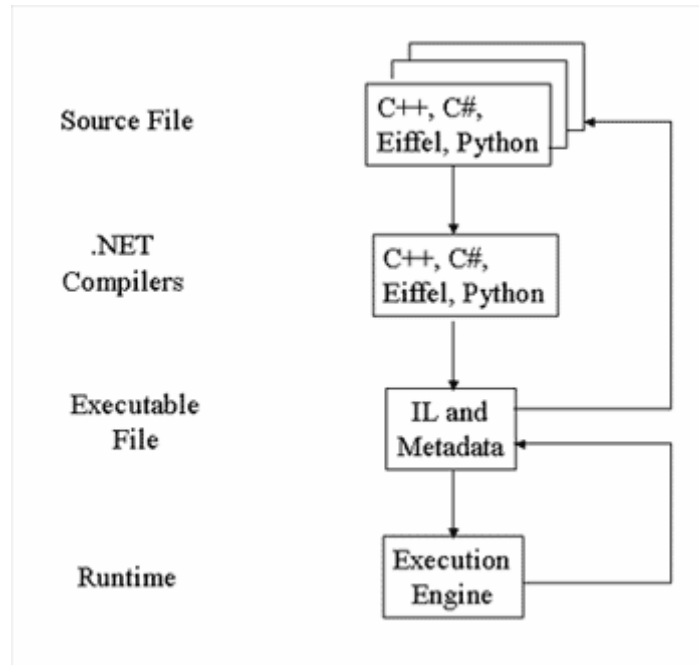 Source File
C++, C#,
Eiffel, Python
.NET
Compilers
C++, C#,
Eiffel, Python
Executable
File
IL and
Metadata
Runtime
Execution
Engine